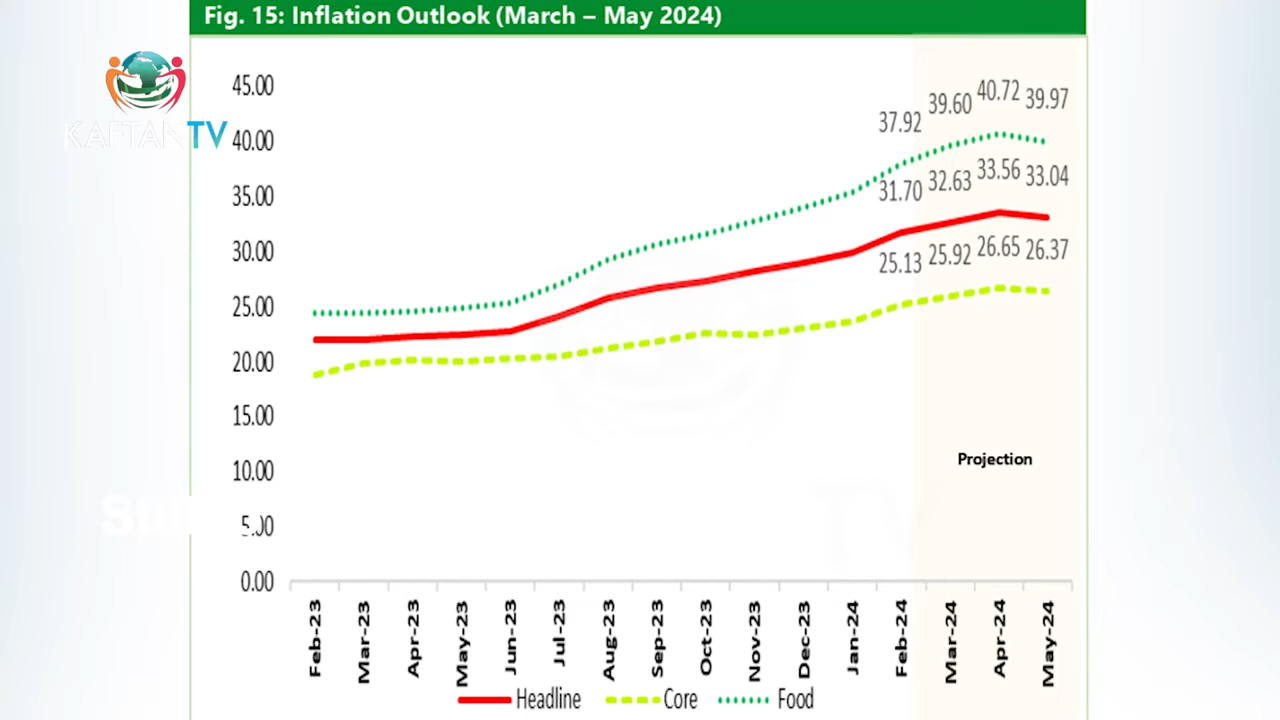 Fig. 15: Inflation Outlook (March – May 2024)
KAFTAN TV
45.00
40.00
35.00
30.00
25.00
20.00
15.00
10.00
0.00
37.92 39.60 40.72 39.97
31.70 32.63 33.56 33.04
25.13 25.92 26.65 26.37
Projection
TV
Feb-23 Mar-23 Apr-23 May-23 Jun-23 Jul-23 Aug-23 Sep-23 Oct-23 Nov-23 Dec-23 Jan-24 Feb-24 Mar-24 Apr-24 May-24
Headline Core Food